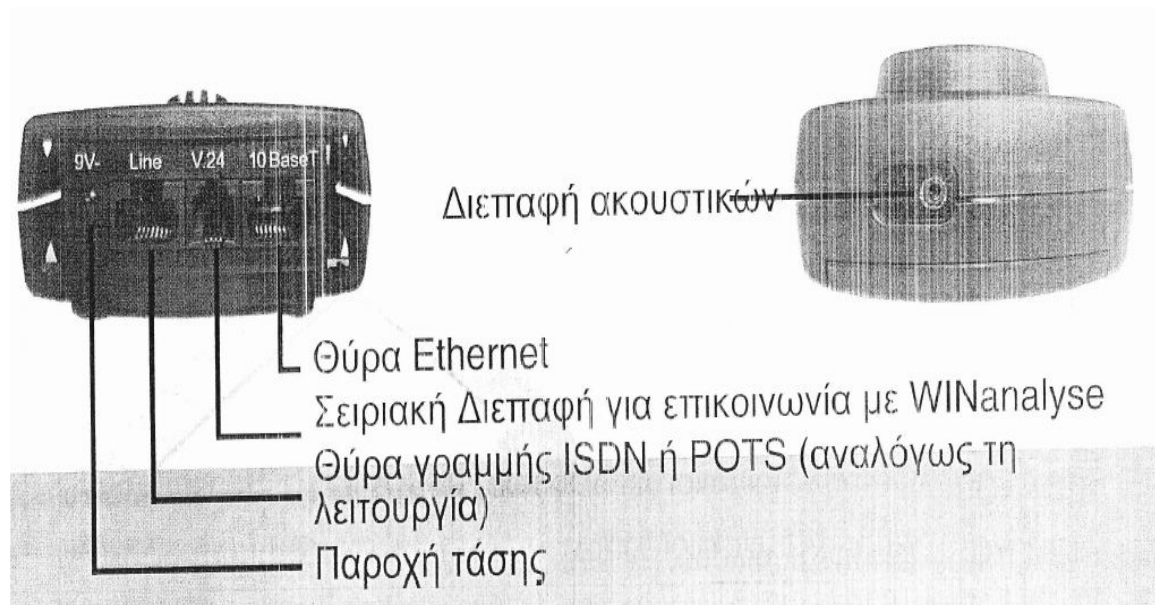 9V- Line V.24 10BaseT
Διεπαφή ακουστικών
Θύρα Ethernet
Σειριακή Διεπαφή για επικοινωνία με WINanalyse
Θύρα γραμμής ISDN ή POTS (αναλόγως τη
λειτουργία)
Παροχή τάσης